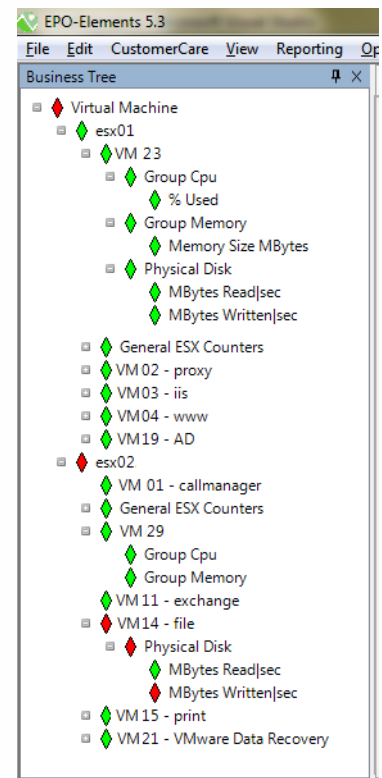 EPO-Elements 5.3
File Edit CustomerCare View Reporting Op
Business Tree
Virtual Machine
esx01
VM 23
Group Cpu
% Used
Group Memory
Memory Size MBytes
Physical Disk
MBytes Read|sec
MBytes Written|sec
General ESX Counters
VM 02 - proxy
VM03 - iis
VM04 - www
VM19 - AD
esx02
VM 01 - callmanager
General ESX Counters
VM 29
Group Cpu
Group Memory
VM 11 - exchange
VM14 - file
Physical Disk
MBytes Read|sec
MBytes Written|sec
VM 15 - print
VM21 - VMware Data Recovery